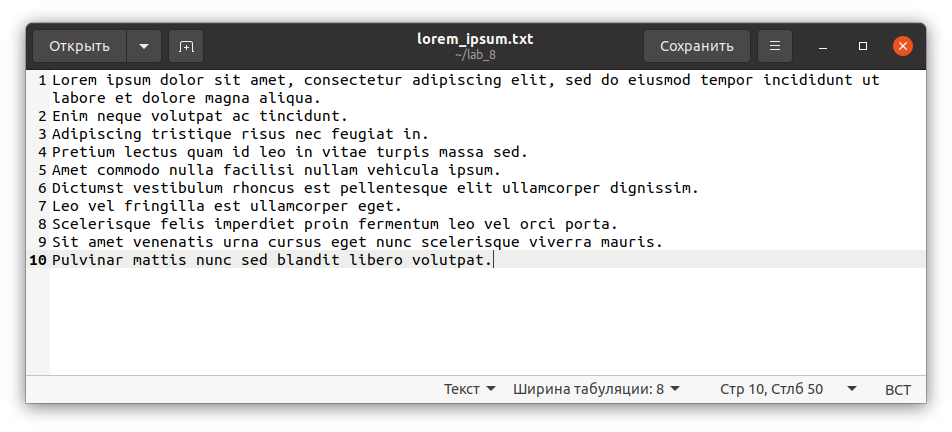 Открыть
lorem_ipsum.txt
~/lab_8
Сохранить
1 Lorem ipsum dolor sit amet, consectetur adipiscing elit, sed do eiusmod tempor incididunt ut
labore et dolore magna aliqua.
2 Enim neque volutpat ac tincidunt.
3 Adipiscing tristique risus nec feugiat in.
4 Pretium lectus quam id leo in vitae turpis massa sed.
5 Amet commodo nulla facilisi nullam vehicula ipsum.
6 Dictumst vestibulum rhoncus est pellentesque elit ullamcorper dignissim.
7 Leo vel fringilla est ullamcorper eget.
8 Scelerisque felis imperdiet proin fermentum leo vel orci porta.
9 Sit amet venenatis urna cursus eget nunc scelerisque viverra mauris.
10 Pulvinar mattis nunc sed blandit libero volutpat.
Текст Ширина табуляции: 8 Стр 10, Стлб 50 ВСТ